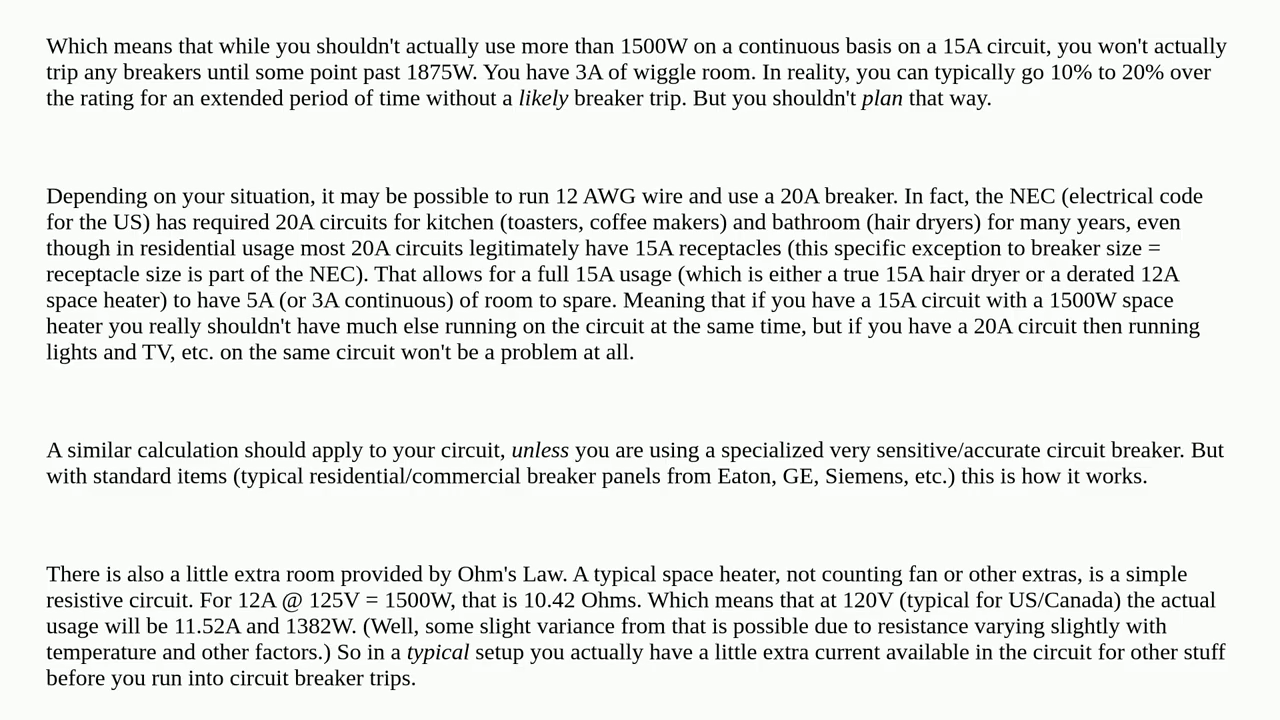 Which means that while you shouldn't actually use more than 1500W on a continuous basis on a 15A circuit, you won't actually
trip any breakers until some point past 1875W. You have 3A of wiggle room. In reality, you can typically go 10% to 20% over
the rating for an extended period of time without a likely breaker trip. But you shouldn't plan that way.
Depending on your situation, it may be possible to run 12 AWG wire and use a 20A breaker. In fact, the NEC (electrical code
for the US) has required 20A circuits for kitchen (toasters, coffee makers) and bathroom (hair dryers) for many years, even
though in residential usage most 20A circuits legitimately have 15A receptacles (this specific exception to breaker size =
receptacle size is part of the NEC). That allows for a full 15A usage (which is either a true 15A hair dryer or a derated 12A
space heater) to have 5A (or 3A continuous) of room to spare. Meaning that if you have a 15A circuit with a 1500W space
heater you really shouldn't have much else running on the circuit at the same time, but if you have a 20A circuit then running
lights and TV, etc. on the same circuit won't be a problem at all.
A similar calculation should apply to your circuit, unless you are using a specialized very sensitive/accurate circuit breaker. But
with standard items (typical residential/commercial breaker panels from Eaton, GE, Siemens, etc.) this is how it works.
There is also a little extra room provided by Ohm's Law. A typical space heater, not counting fan or other extras, is a simple
resistive circuit. For 12A @ 125V = 1500W, that is 10.42 Ohms. Which means that at 120V (typical for US/Canada) the actual
usage will be 11.52A and 1382W. (Well, some slight variance from that is possible due to resistance varying slightly with
temperature and other factors.) So in a typical setup you actually have a little extra current available in the circuit for other stuff
before you run into circuit breaker trips.